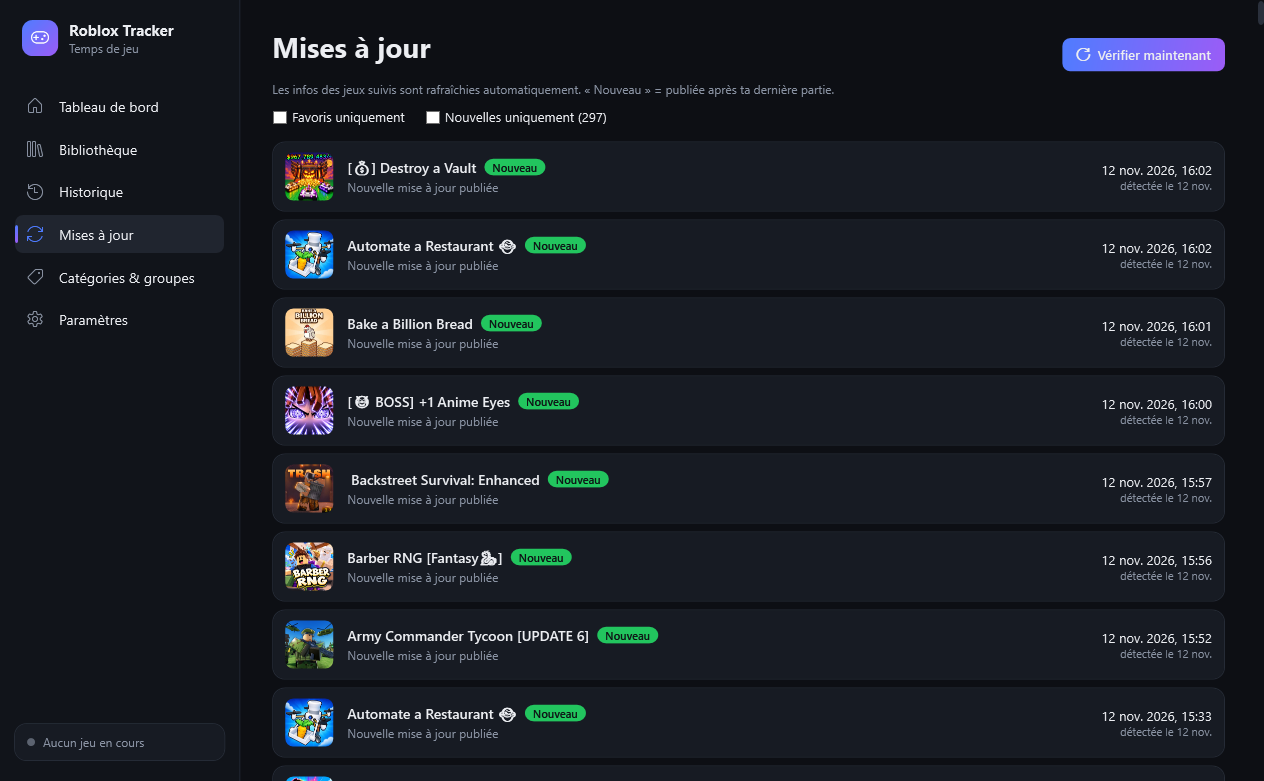 Roblox Tracker
Temps de jeu
Tableau de bord
Bibliothèque
Historique
Mises à jour
Catégories & groupes
Paramètres
Aucun jeu en cours
Mises à jour
Vérifier maintenant
Les infos des jeux suivis sont rafraîchies automatiquement. « Nouveau » = publiée après ta dernière partie.
Favoris uniquement
Nouvelles uniquement (297)
[💰] Destroy a Vault Nouveau
Nouvelle mise à jour publiée
12 nov. 2026, 16:02
détectée le 12 nov.
Automate a Restaurant Nouveau
Nouvelle mise à jour publiée
12 nov. 2026, 16:02
détectée le 12 nov.
Bake a Billion Bread Nouveau
Nouvelle mise à jour publiée
12 nov. 2026, 16:01
détectée le 12 nov.
[ BOSS] +1 Anime Eyes Nouveau
Nouvelle mise à jour publiée
12 nov. 2026, 16:00
détectée le 12 nov.
TRASH
Backstreet Survival: Enhanced Nouveau
Nouvelle mise à jour publiée
12 nov. 2026, 15:57
détectée le 12 nov.
BARBER
RNG
Barber RNG [Fantasy] Nouveau
Nouvelle mise à jour publiée
12 nov. 2026, 15:56
détectée le 12 nov.
Army Commander Tycoon [UPDATE 6] Nouveau
Nouvelle mise à jour publiée
12 nov. 2026, 15:52
détectée le 12 nov.
Automate a Restaurant Nouveau
Nouvelle mise à jour publiée
12 nov. 2026, 15:33
détectée le 12 nov.